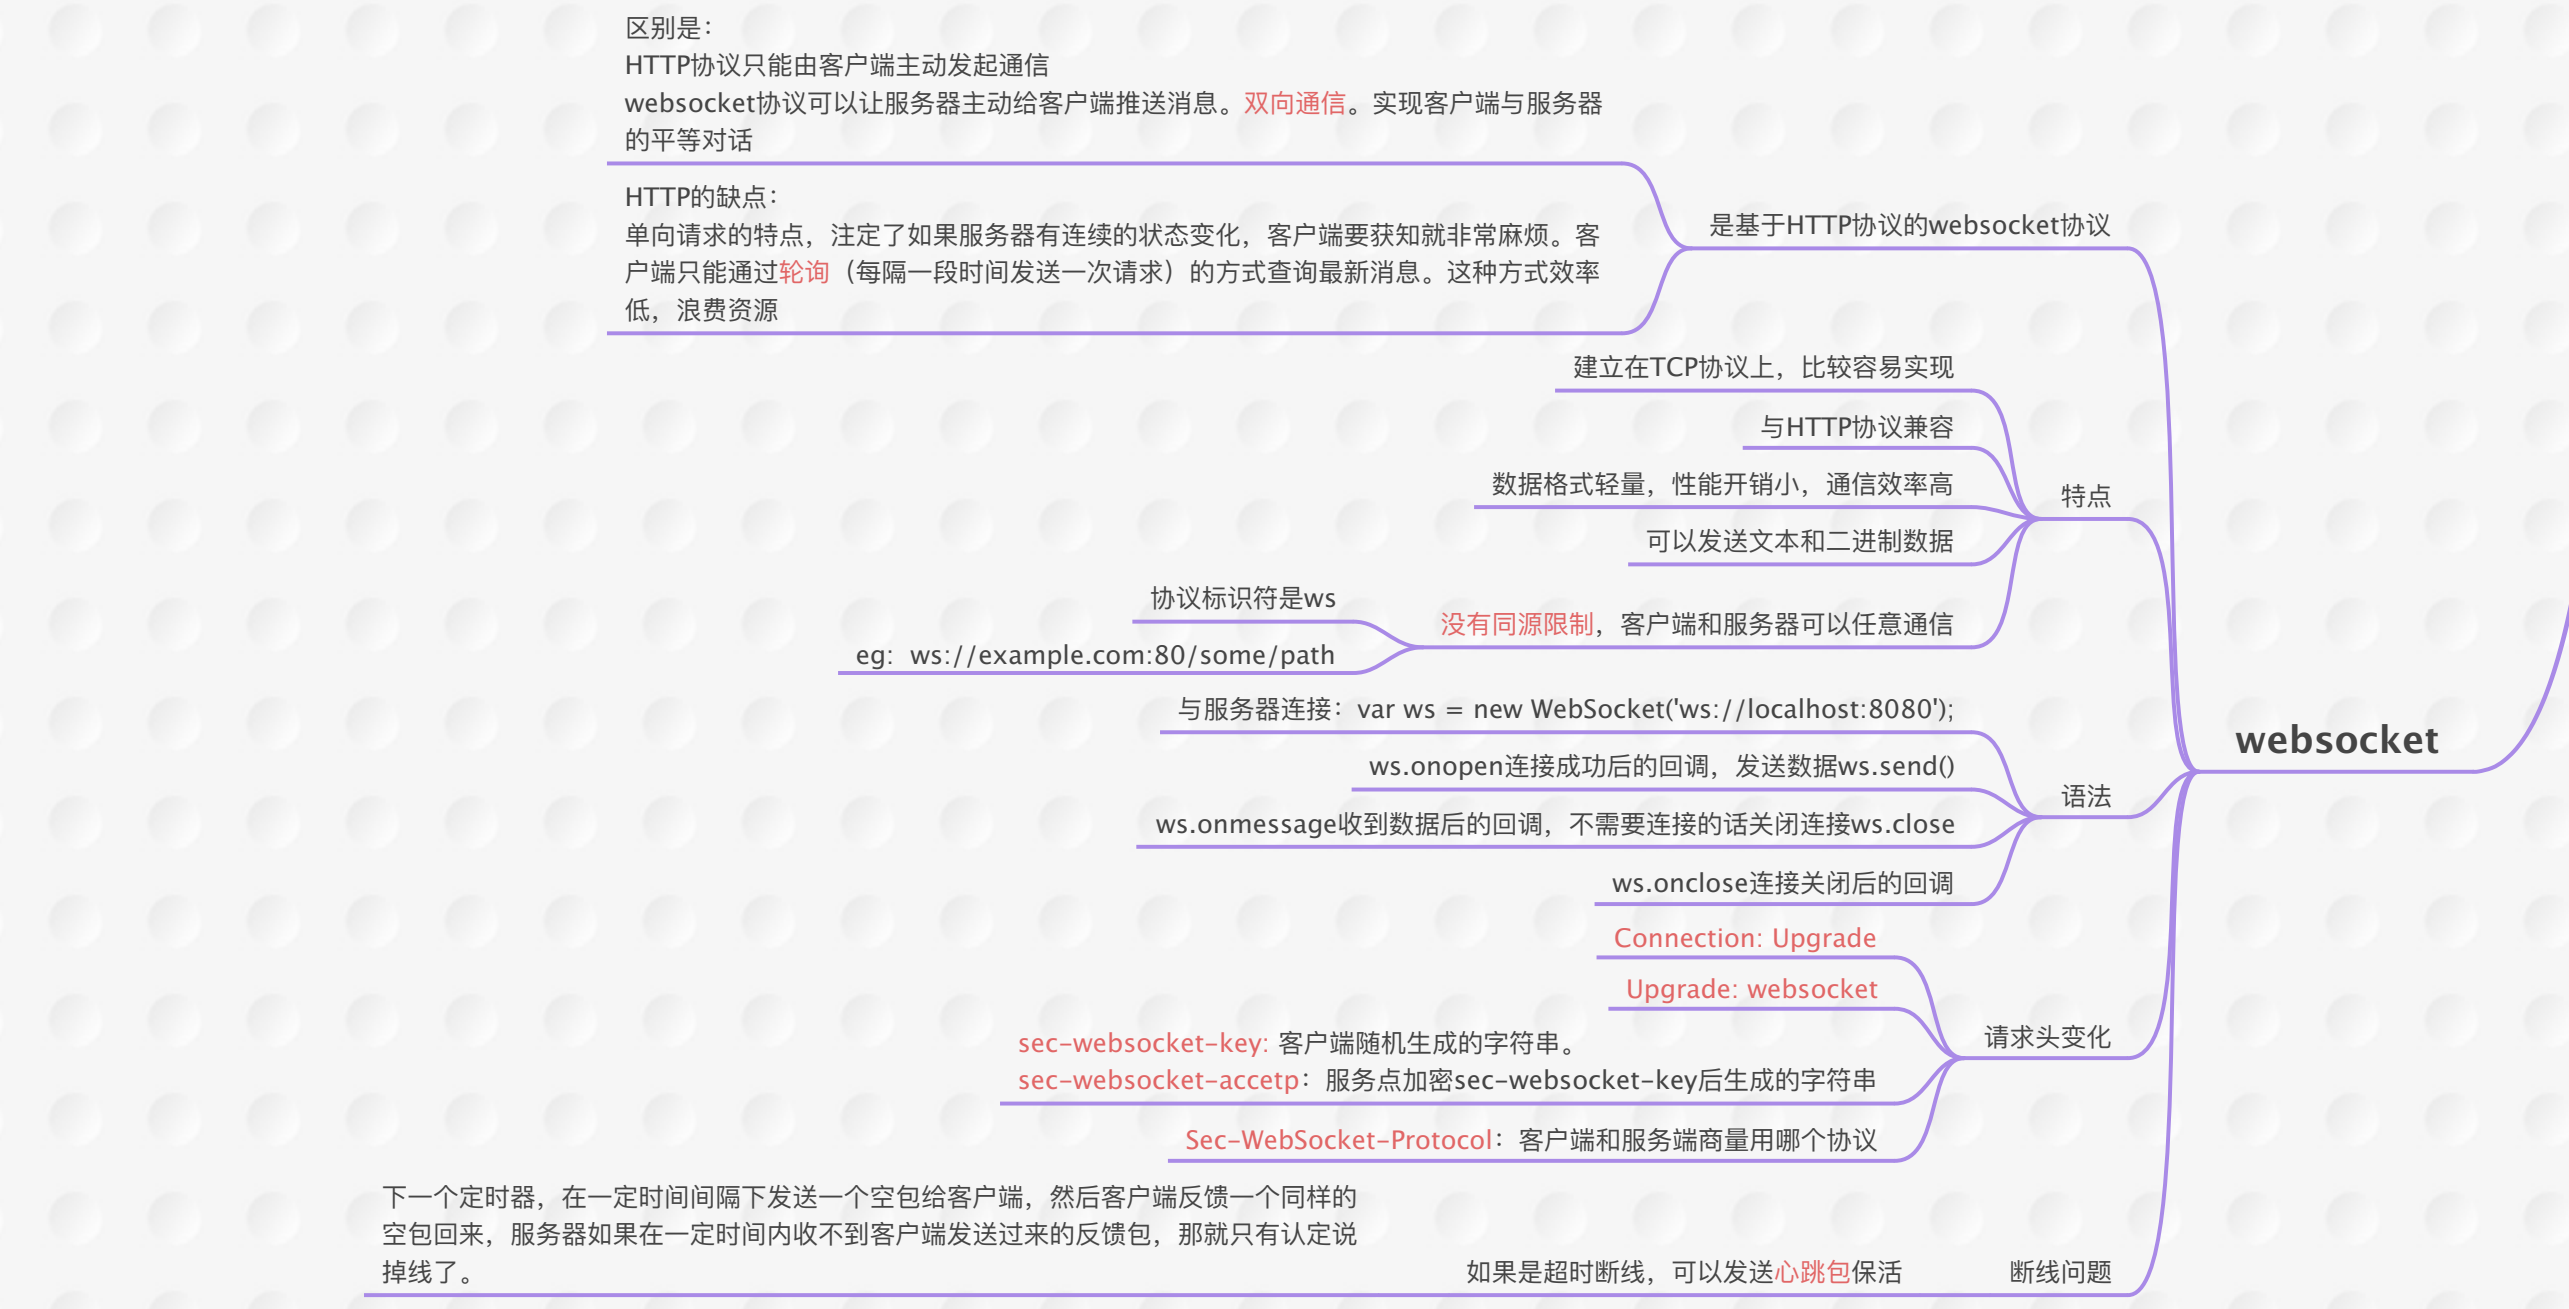 区别是：
HTTP协议只能由客户端主动发起通信
websocket协议可以让服务器主动给客户端推送消息。双向通信。实现客户端与服务器
的平等对话
HTTP的缺点：
单向请求的特点，注定了如果服务器有连续的状态变化，客户端要获知就非常麻烦。客
户端只能通过轮询（每隔一段时间发送一次请求）的方式查询最新消息。这种方式效率
低，浪费资源
是基于HTTP协议的websocket协议
建立在TCP协议上，比较容易实现
与HTTP协议兼容
数据格式轻量，性能开销小，通信效率高
可以发送文本和二进制数据
协议标识符是ws
eg: ws://example.com:80/some/path
没有同源限制，客户端和服务器可以任意通信
特点
与服务器连接：var ws = new WebSocket('ws://localhost:8080');
ws.onopen连接成功后的回调，发送数据ws.send()
ws.onmessage收到数据后的回调，不需要连接的话关闭连接ws.close
ws.onclose连接关闭后的回调
语法
websocket
Connection: Upgrade
Upgrade: websocket
sec-websocket-key: 客户端随机生成的字符串。
sec-websocket-accetp：服务点加密sec-websocket-key后生成的字符串
Sec-WebSocket-Protocol：客户端和服务端商量用哪个协议
请求头变化
下一个定时器，在一定时间间隔下发送一个空包给客户端，然后客户端反馈一个同样的
空包回来，服务器如果在一定时间内收不到客户端发送过来的反馈包，那就只有认定说
掉线了。
如果是超时断线，可以发送心跳包保活
断线问题